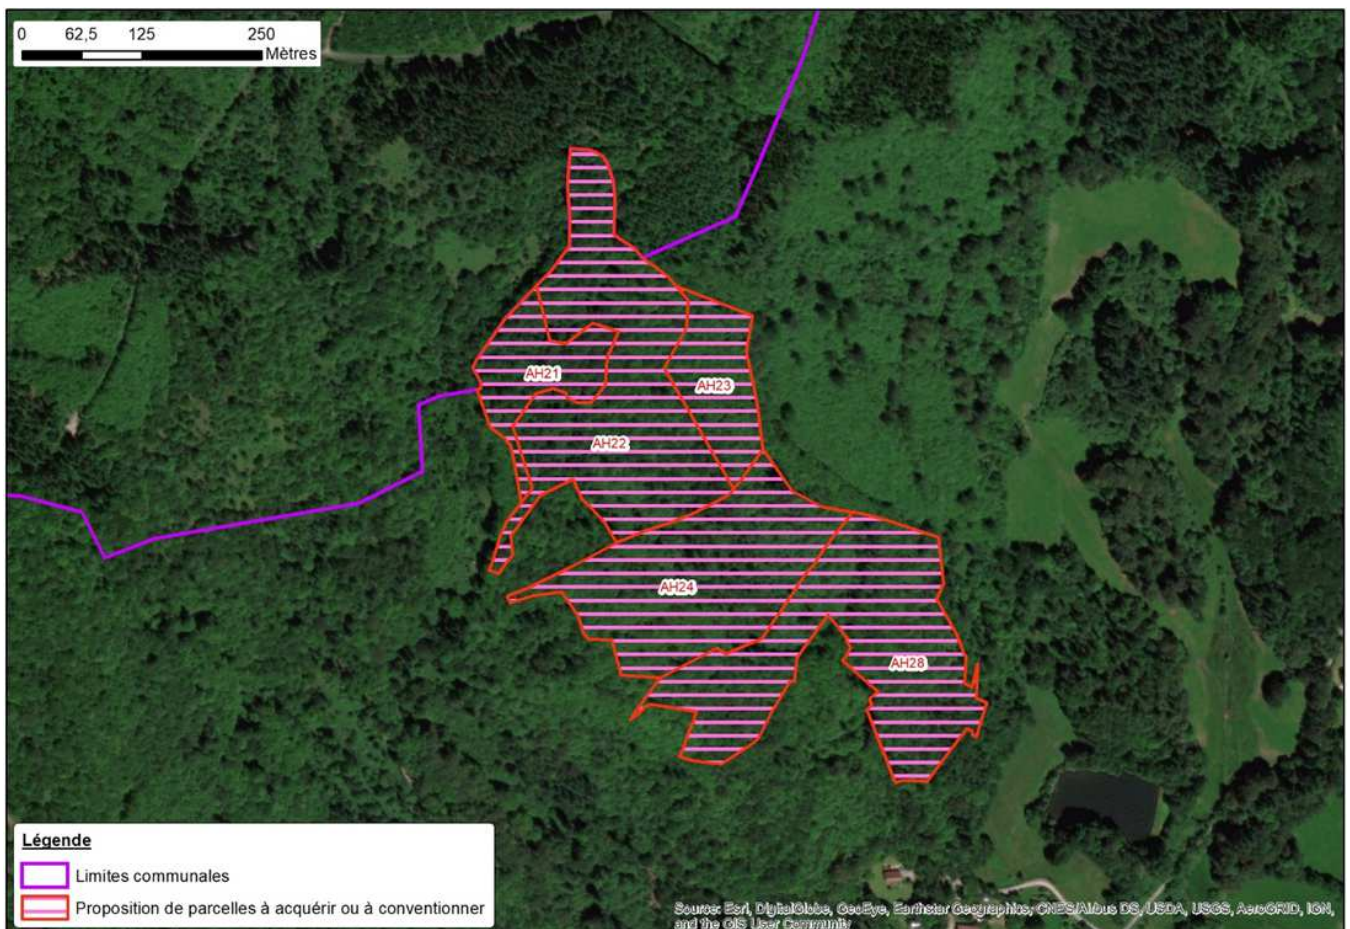 0 62,5 125 250
Mètres
AH21
AH23
AH22
AH24
AH28
Légende
Limites communales
Proposition de parcelles à acquérir ou à conventionner
Source: Esri, DigitalGlobe, GeoEye, Earthstar Geographics, CNES/Airbus DS, USDA, USGS, AeroGRID, IGN,
and the GIS User Community